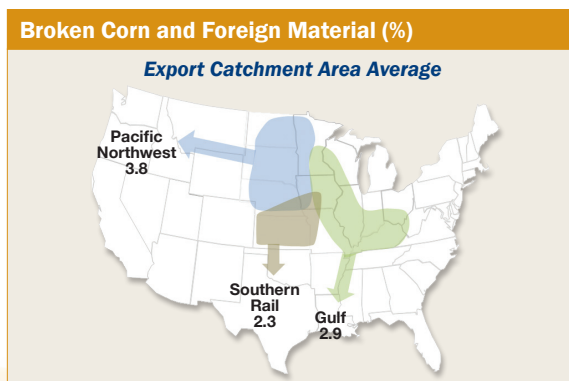 Broken Corn and Foreign Material (%)
Export Catchment Area Average
Pacific
Northwest
3.8
Southern
Rail
2.3
Gulf
2.9